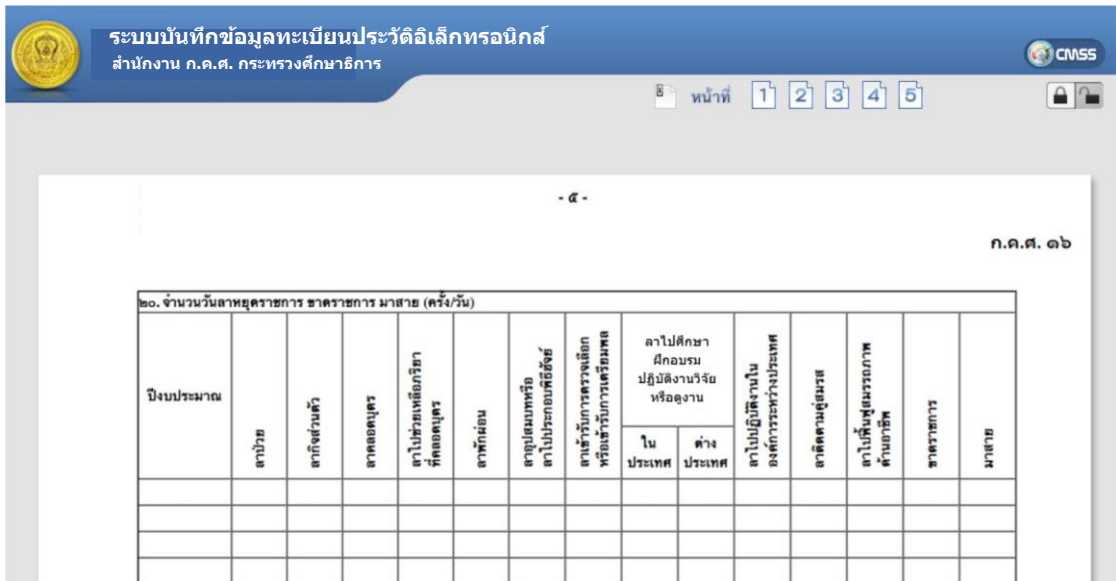 ระบบบันทึกข้อมูลทะเบียนประวัติอิเล็กทรอนิกส์
สำนักงาน ก.ค.ศ. กระทรวงศึกษาธิการ
CMSS
หน้าที่ 1 2 3 4 5
- ๕ -
ก.ค.ศ. ๑๖
๒๐. จำนวนวันลาหยุดราชการ ขาดราชการ มาสาย (ครั้ง/วัน)
ปีงบประมาณ
ลาป่วย
ลากิจส่วนตัว
ลาคลอดบุตร
ลาไปช่วยเหลือภริยา
ที่คลอดบุตร
ลาพักผ่อน
ลาอุปสมบทหรือ
ลาไปประกอบพิธีฮัจย์
ลาเข้ารับการตรวจเลือก
หรือเข้ารับการเตรียมพล
ลาไปศึกษา
ฝึกอบรม
ปฏิบัติงานวิจัย
หรือดูงาน
ใน
ประเทศ
ต่าง
ประเทศ
ลาไปปฏิบัติงานใน
องค์การระหว่างประเทศ
ลาติดตามคู่สมรส
ลาไปฟื้นฟูสมรรถภาพ
ด้านอาชีพ
ขาดราชการ
มาสาย